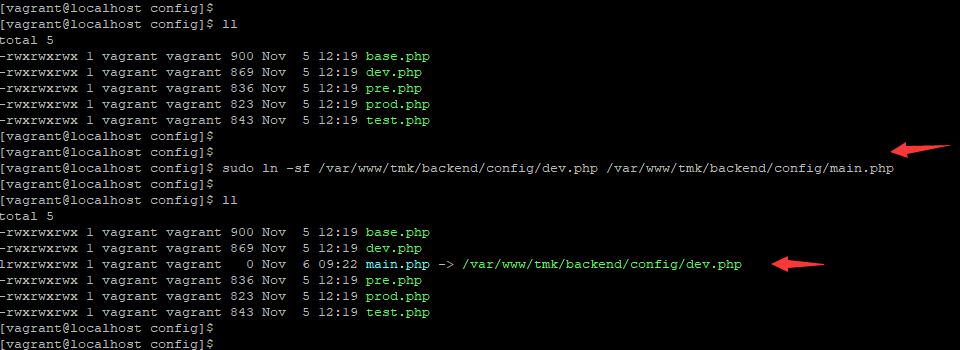 [vagrant@localhost config]$
[vagrant@localhost config]$ ll
total 5
-rwxrwxrwx 1 vagrant vagrant 900 Nov  5 12:19 base.php
-rwxrwxrwx 1 vagrant vagrant 869 Nov  5 12:19 dev.php
-rwxrwxrwx 1 vagrant vagrant 836 Nov  5 12:19 pre.php
-rwxrwxrwx 1 vagrant vagrant 823 Nov  5 12:19 prod.php
-rwxrwxrwx 1 vagrant vagrant 843 Nov  5 12:19 test.php
[vagrant@localhost config]$
[vagrant@localhost config]$
[vagrant@localhost config]$ sudo ln -sf /var/www/tmk/backend/config/dev.php /var/www/tmk/backend/config/main.php
[vagrant@localhost config]$
[vagrant@localhost config]$ ll
total 5
-rwxrwxrwx 1 vagrant vagrant 900 Nov  5 12:19 base.php
-rwxrwxrwx 1 vagrant vagrant 869 Nov  5 12:19 dev.php
lrwxrwxrwx 1 vagrant vagrant   0 Nov  6 09:22 main.php -> /var/www/tmk/backend/config/dev.php
-rwxrwxrwx 1 vagrant vagrant 836 Nov  5 12:19 pre.php
-rwxrwxrwx 1 vagrant vagrant 823 Nov  5 12:19 prod.php
-rwxrwxrwx 1 vagrant vagrant 843 Nov  5 12:19 test.php
[vagrant@localhost config]$
[vagrant@localhost config]$